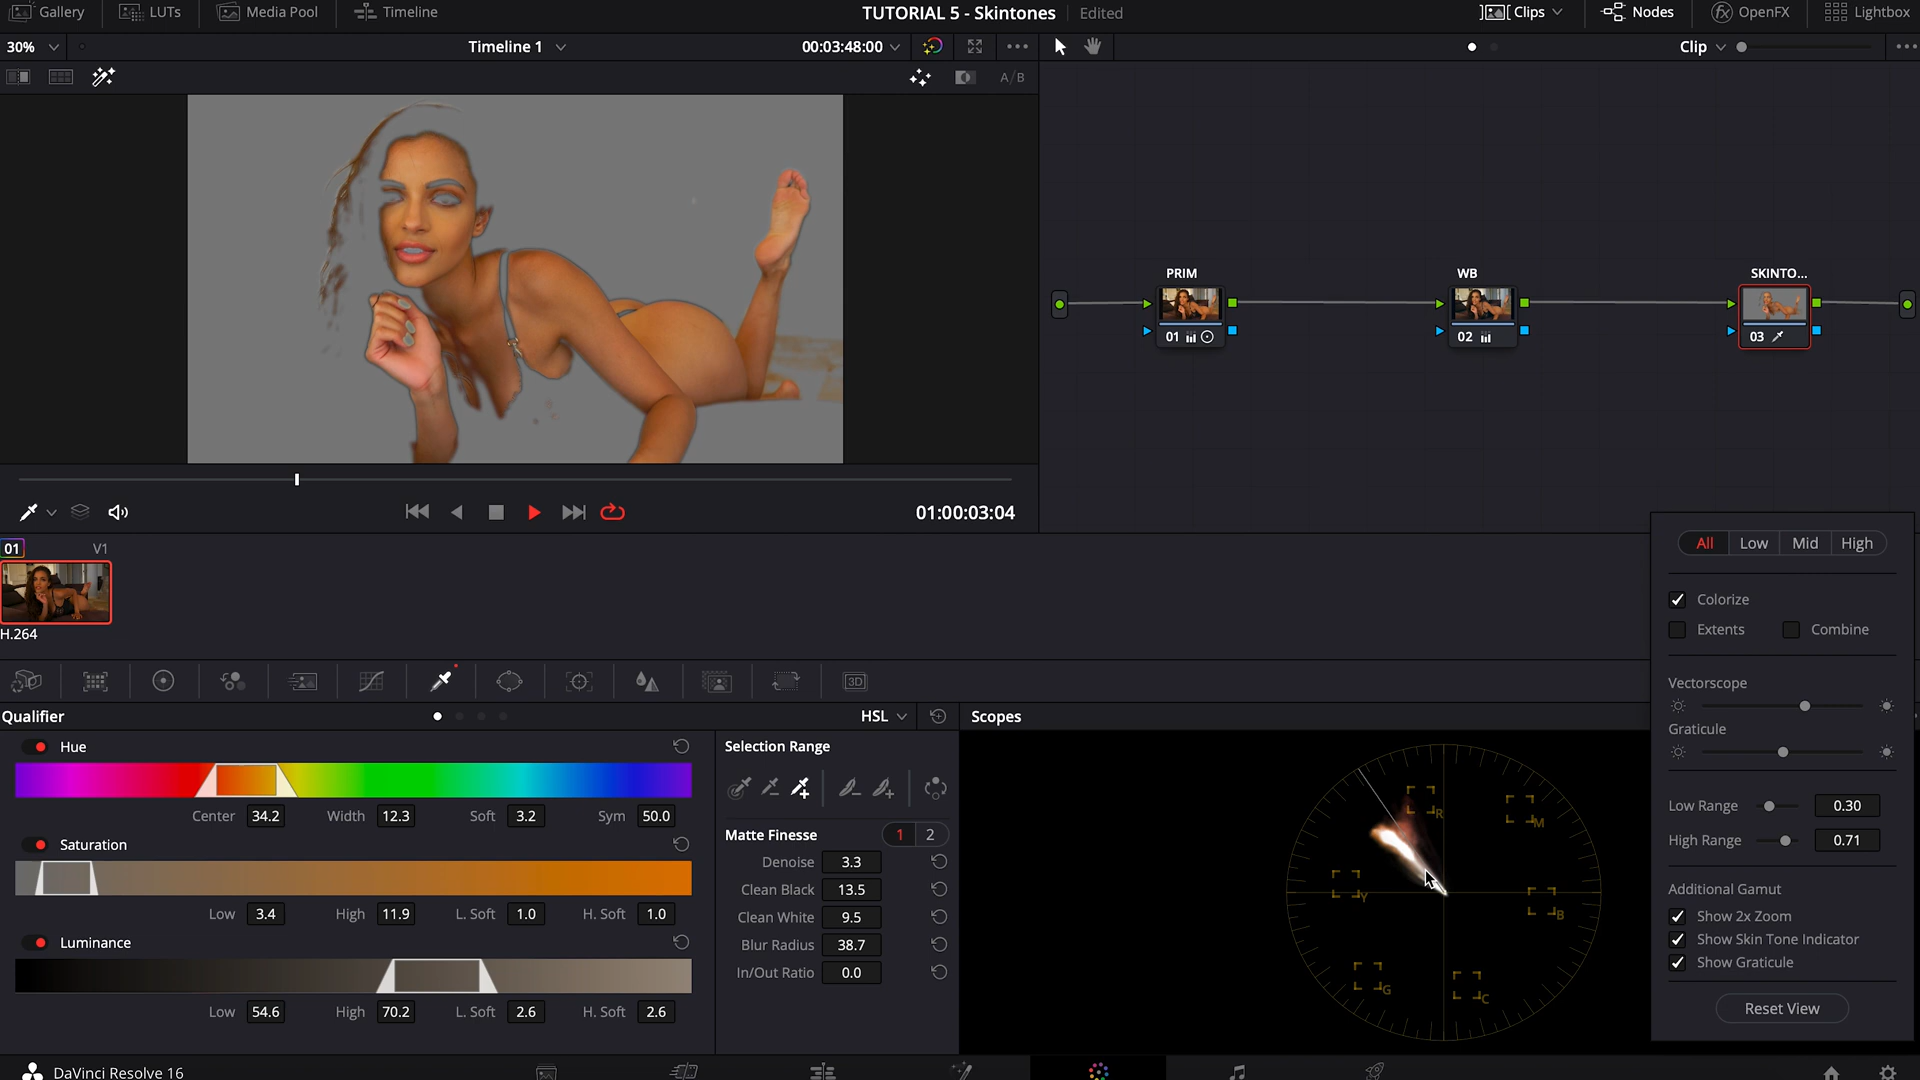 Gallery LUTs Media Pool Timeline TUTORIAL 5 - Skintones Edited Clips Nodes OpenFX Lightbox
30% Timeline 1 00:03:48:00 Clip
A/B
PRIM WB SKINTO...
01 02 03
01:00:03:04
01 V1
H.264
All Low Mid High
Colorize
Extents Combine
Vectorscope
Graticule
Low Range 0.30
High Range 0.71
Additional Gamut
Show 2x Zoom
Show Skin Tone Indicator
Show Graticule
Reset View
3D
Qualifier HSL Scopes
Hue
Center 34.2 Width 12.3 Soft 3.2 Sym 50.0
Saturation
Low 3.4 High 11.9 L. Soft 1.0 H. Soft 1.0
Luminance
Low 54.6 High 70.2 L. Soft 2.6 H. Soft 2.6
Selection Range
Matte Finesse 1 2
Denoise 3.3
Clean Black 13.5
Clean White 9.5
Blur Radius 38.7
In/Out Ratio 0.0
R
M
Y
B
G
C
DaVinci Resolve 16